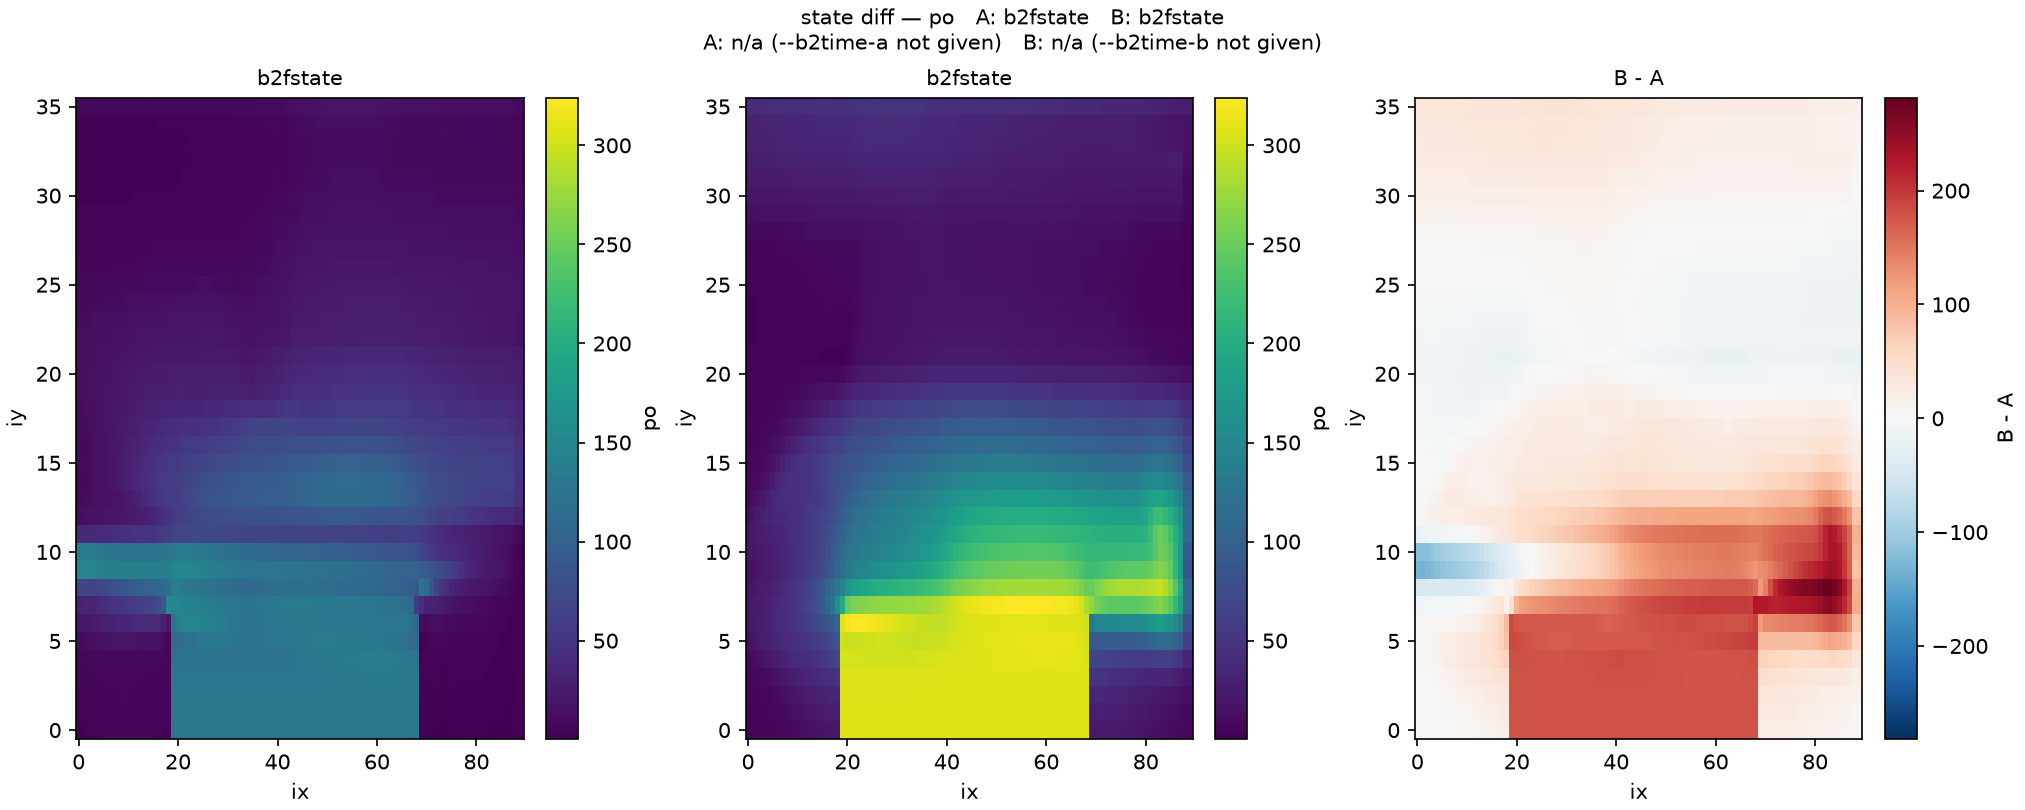 state diff — po   A: b2fstate   B: b2fstate
A: n/a (--b2time-a not given)   B: n/a (--b2time-b not given)
b2fstate
35
30
25
20
15
10
5
0
iy
0 20 40 60 80
ix
300
250
200
150
100
50
po
b2fstate
35
30
25
20
15
10
5
0
iy
0 20 40 60 80
ix
300
250
200
150
100
50
po
B - A
35
30
25
20
15
10
5
0
iy
0 20 40 60 80
ix
200
100
0
−100
−200
B - A